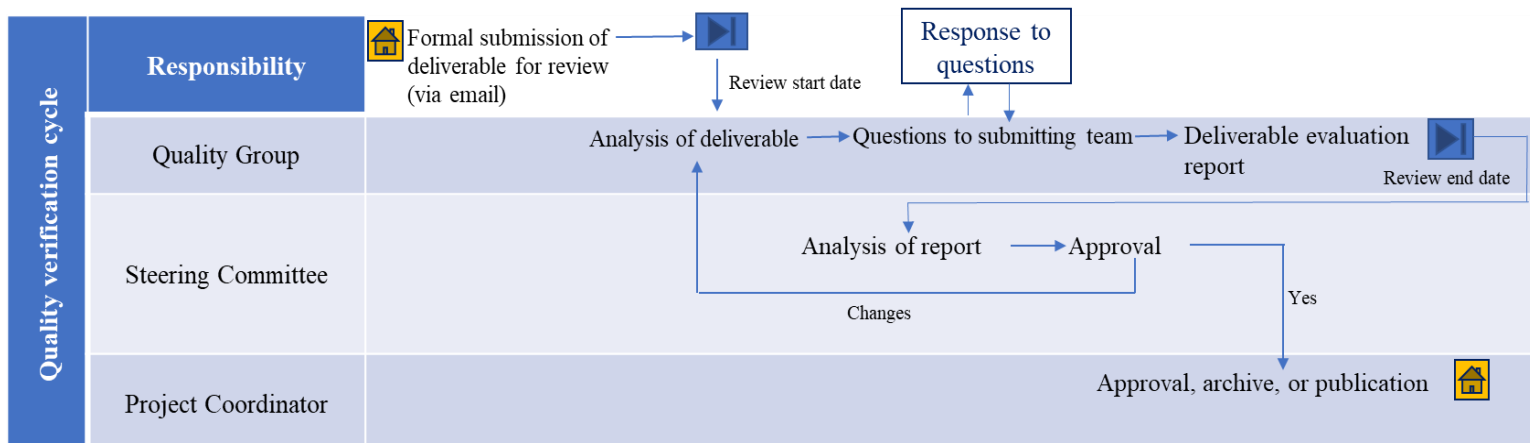 Quality verification cycle
Responsibility
Formal submission of
deliverable for review
(via email)
Review start date
Response to
questions
Quality Group
Analysis of deliverable
Questions to submitting team
Deliverable evaluation
report
Review end date
Steering Committee
Analysis of report
Approval
Changes
Yes
Project Coordinator
Approval, archive, or publication